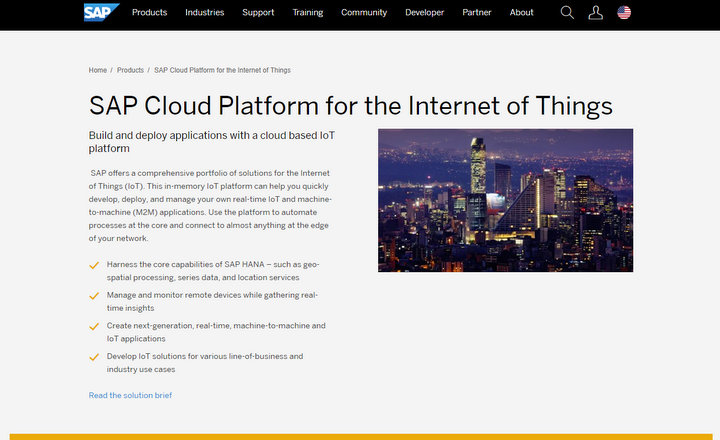 SAP Products Industries Support Training Community Developer Partner About
Home / Products / SAP Cloud Platform for the Internet of Things
SAP Cloud Platform for the Internet of Things
Build and deploy applications with a cloud based IoT
platform
SAP offers a comprehensive portfolio of solutions for the Internet
of Things (IoT). This in-memory IoT platform can help you quickly
develop, deploy, and manage your own real-time IoT and machine-
to-machine (M2M) applications. Use the platform to automate
processes at the core and connect to almost anything at the edge
of your network.
Harness the core capabilities of SAP HANA – such as geo-
spatial processing, series data, and location services
Manage and monitor remote devices while gathering real-
time insights
Create next-generation, real-time, machine-to-machine and
IoT applications
Develop IoT solutions for various line-of-business and
industry use cases
Read the solution brief